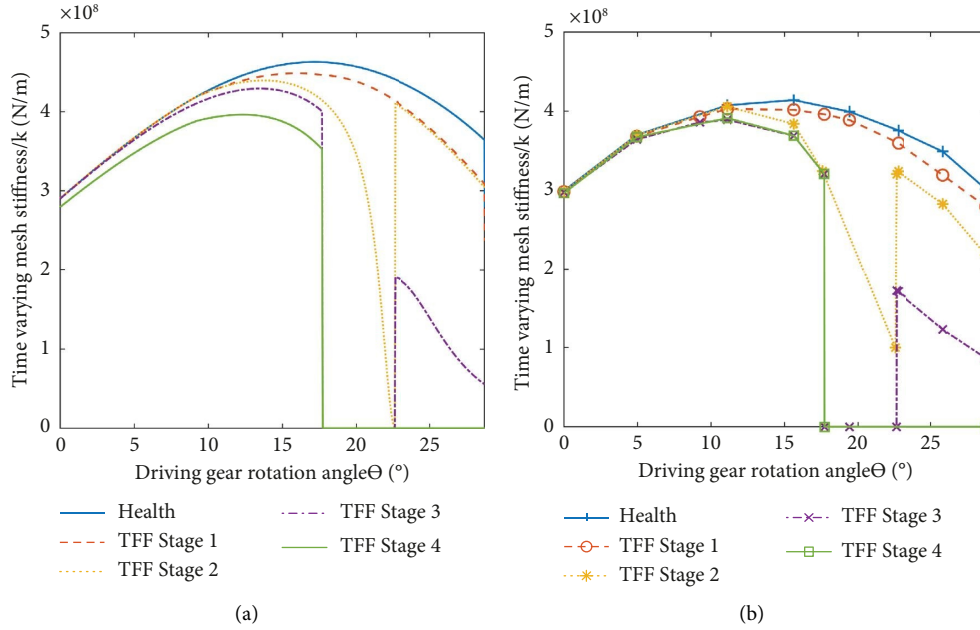 ×10⁸
5
4
3
2
1
0
Time varying mesh stiffness/k (N/m)
0 5 10 15 20 25
Driving gear rotation angleΘ (°)
Health
TFF Stage 1
TFF Stage 2
TFF Stage 3
TFF Stage 4
(a)
×10⁸
5
4
3
2
1
0
Time varying mesh stiffness/k (N/m)
0 5 10 15 20 25
Driving gear rotation angleΘ (°)
Health
TFF Stage 1
TFF Stage 2
TFF Stage 3
TFF Stage 4
(b)